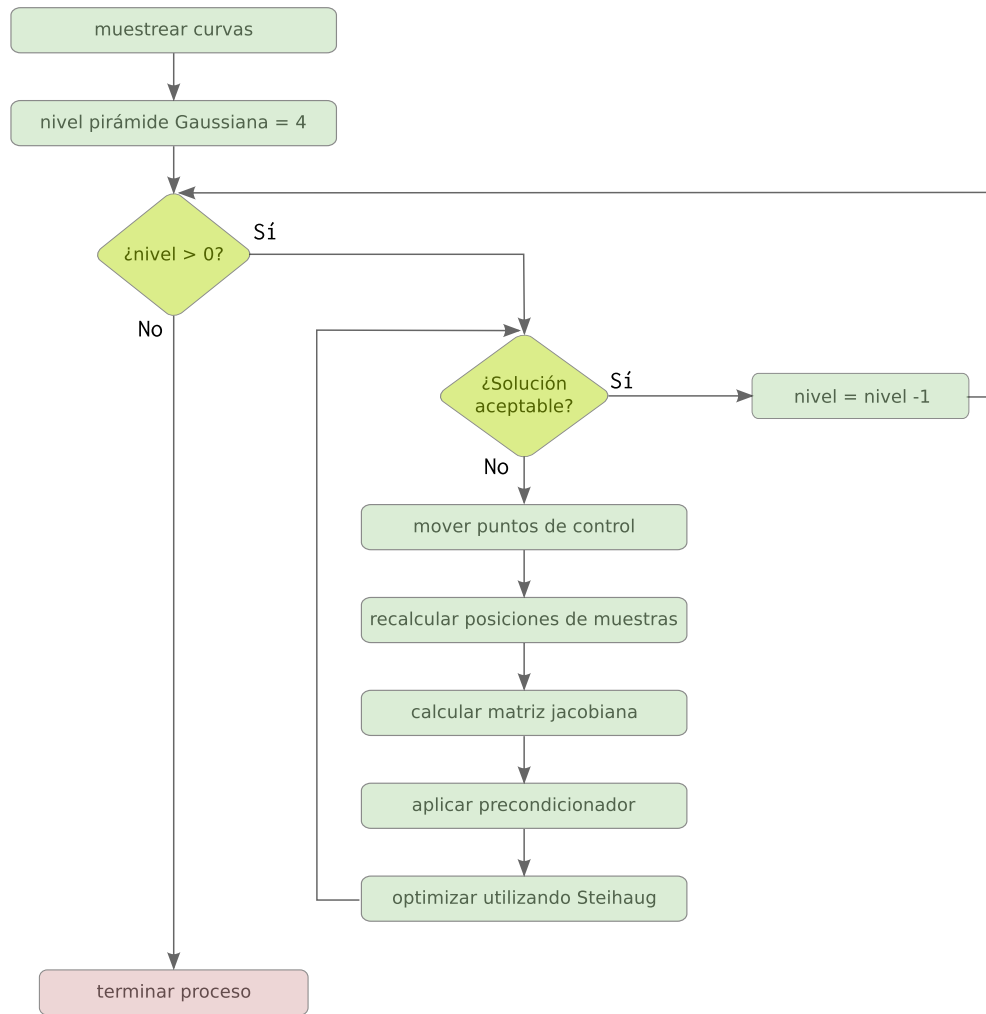 muestrear curvas
nivel pirámide Gaussiana = 4
¿nivel > 0?
Sí
No
¿Solución
aceptable?
Sí
nivel = nivel -1
No
mover puntos de control
recalcular posiciones de muestras
calcular matriz jacobiana
aplicar precondicionador
optimizar utilizando Steihaug
terminar proceso